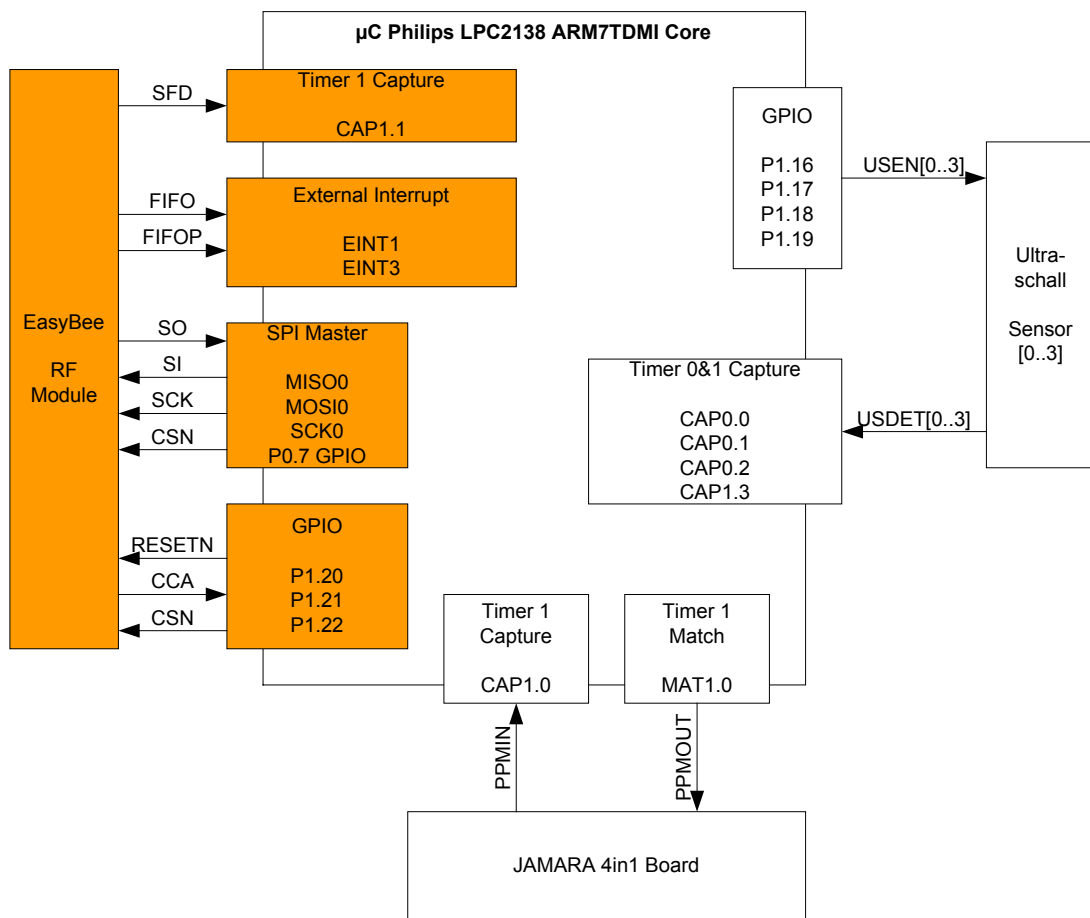 µC Philips LPC2138 ARM7TDMI Core
EasyBee
RF
Module
SFD
Timer 1 Capture
CAP1.1
FIFO
FIFOP
External Interrupt
EINT1
EINT3
SO
SI
SCK
CSN
SPI Master
MISO0
MOSI0
SCK0
P0.7 GPIO
RESETN
CCA
CSN
GPIO
P1.20
P1.21
P1.22
GPIO
P1.16
P1.17
P1.18
P1.19
USEN[0..3]
Ultra-
schall
Sensor
[0..3]
Timer 0&1 Capture
CAP0.0
CAP0.1
CAP0.2
CAP1.3
USDET[0..3]
Timer 1
Capture
CAP1.0
Timer 1
Match
MAT1.0
PPMIN
PPMOUT
JAMARA 4in1 Board